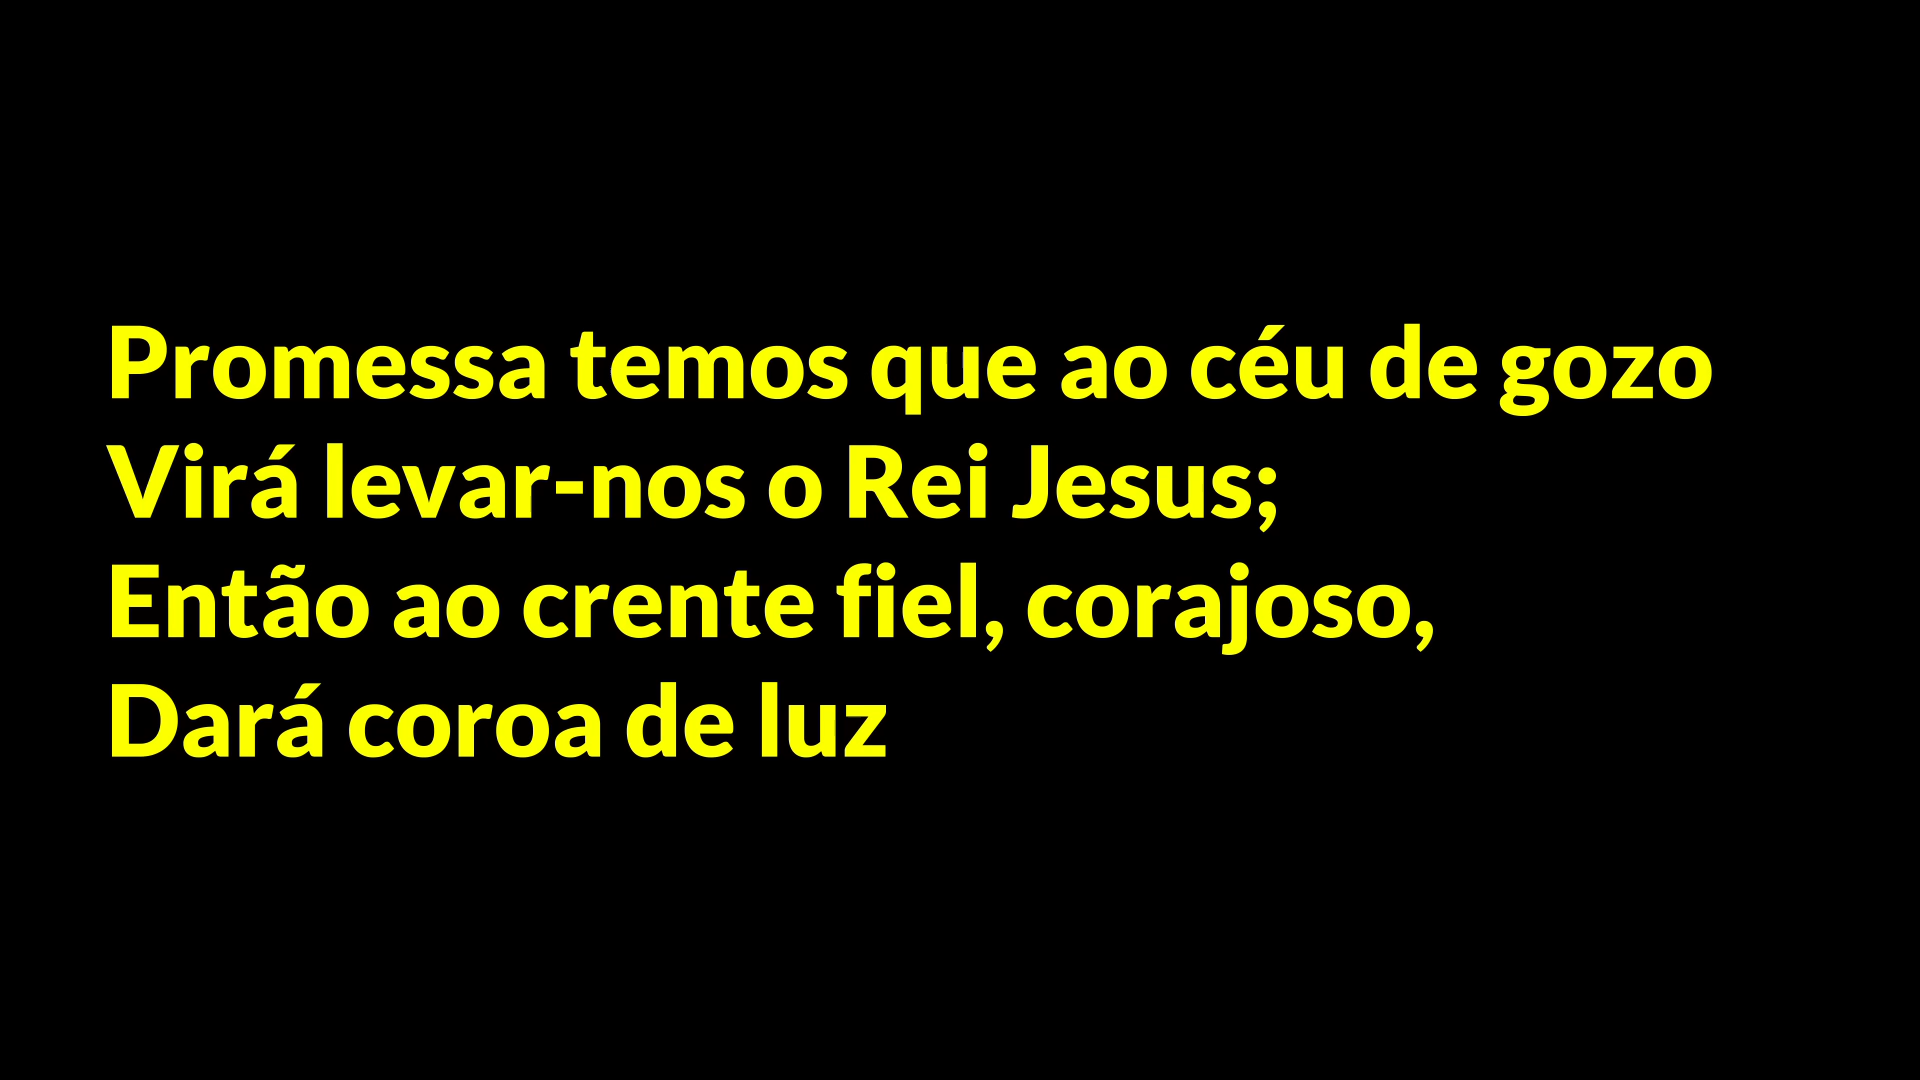 Promessa temos que ao céu de gozo
Virá levar-nos o Rei Jesus;
Então ao crente fiel, corajoso,
Dará coroa de luz